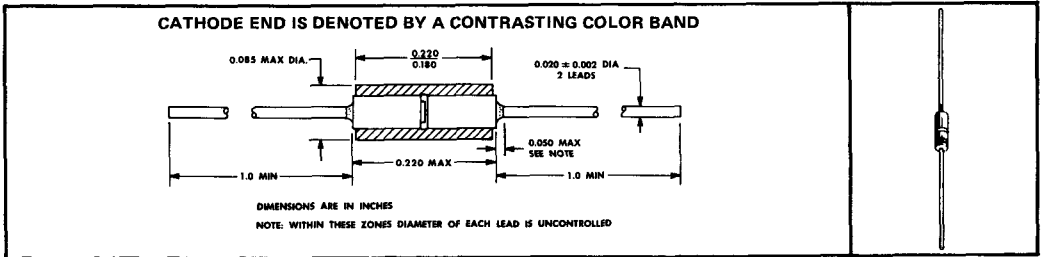 CATHODE END IS DENOTED BY A CONTRASTING COLOR BAND
0.085 MAX DIA.
0.220
0.180
0.020 ± 0.002 DIA
2 LEADS
0.050 MAX
SEE NOTE
0.220 MAX
1.0 MIN
1.0 MIN
DIMENSIONS ARE IN INCHES
NOTE: WITHIN THESE ZONES DIAMETER OF EACH LEAD IS UNCONTROLLED